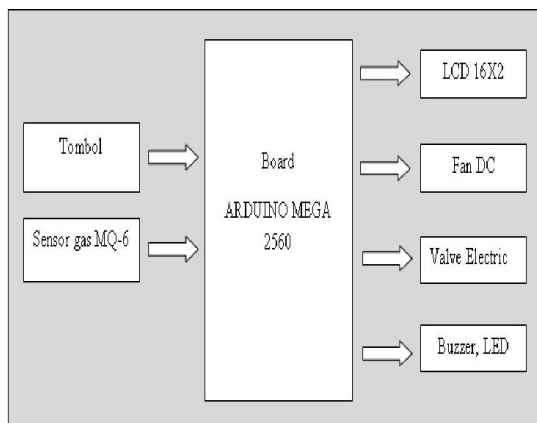 Tombol
Sensor gas MQ-6
Board
ARDUINO MEGA
2560
LCD 16X2
Fan DC
Valve Electric
Buzzer, LED